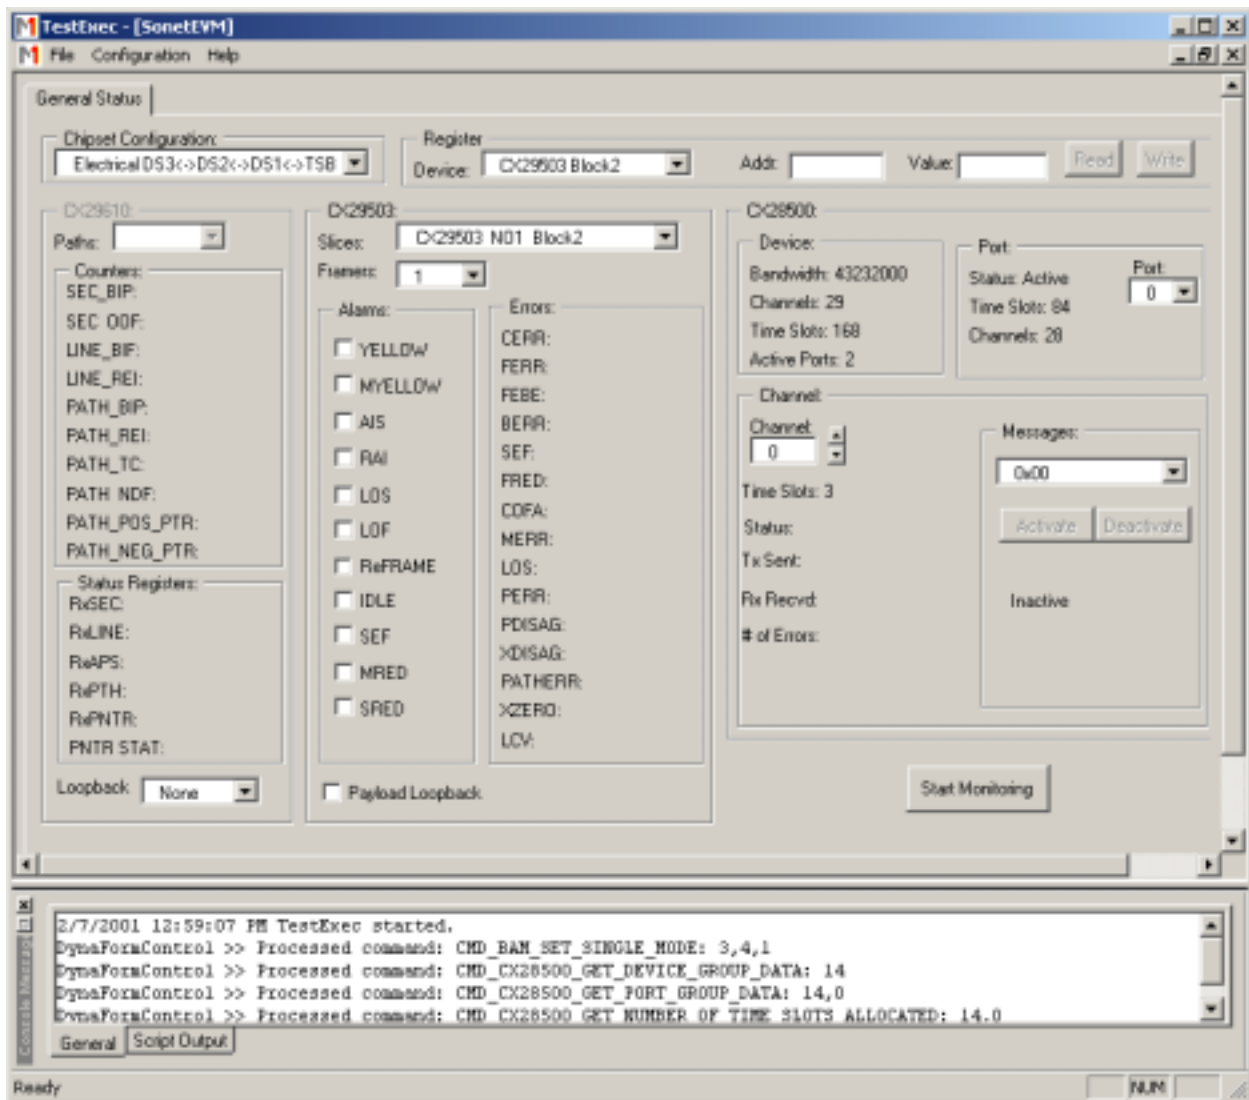 TestExec - [SonetEVM]
File Configuration Help
General Status
Chipset Configuration:
Electrical DS3<->DS2<->DS1<->TSB
Register
Device: CX29503 Block2
Addr:
Value:
Read
Write
CX29610:
Paths:
Counters:
SEC_BIP:
SEC OOF:
LINE_BIF:
LINE_REI:
PATH_BIP:
PATH_REI:
PATH_TC:
PATH NDF:
PATH_POS_PTR:
PATH_NEG_PTR:
Status Registers:
RxSEC:
RxLINE:
RxAPS:
RxPTH:
RxPNTR:
PNTR STAT:
Loopback None
CX29503:
Slices: CX29503 NO1 Block2
Framers: 1
Alarms:
YELLOW
MYELLOW
AIS
RAI
LOS
LOF
ReFRAME
IDLE
SEF
MRED
SRED
Errors:
CERR:
FERR:
FEBE:
BERR:
SEF:
FRED:
COFA:
MERR:
LOS:
PERR:
PDISAG:
XDISAG:
PATHERR:
XZERO:
LCV:
Payload Loopback
CX28500:
Device:
Bandwidth: 43232000
Channels: 29
Time Slots: 168
Active Ports: 2
Port:
Status: Active
Time Slots: 84
Channels: 28
Port:
0
Channel:
Channel:
0
Time Slots: 3
Status:
Tx Sent:
Rx Recvd:
# of Errors:
Messages:
0x00
Activate
Deactivate
Inactive
Start Monitoring
Console Messag
2/7/2001 12:59:07 PM TestExec started.
DynaFormControl >> Processed command: CMD_BAM_SET_SINGLE_MODE: 3,4,1
DynaFormControl >> Processed command: CMD_CX28500_GET_DEVICE_GROUP_DATA: 14
DynaFormControl >> Processed command: CMD_CX28500_GET_PORT_GROUP_DATA: 14,0
DynaFormControl >> Processed command: CMD_CX28500_GET_NUMBER_OF_TIME_SLOTS_ALLOCATED: 14,0
General
Script Output
Ready
NUM